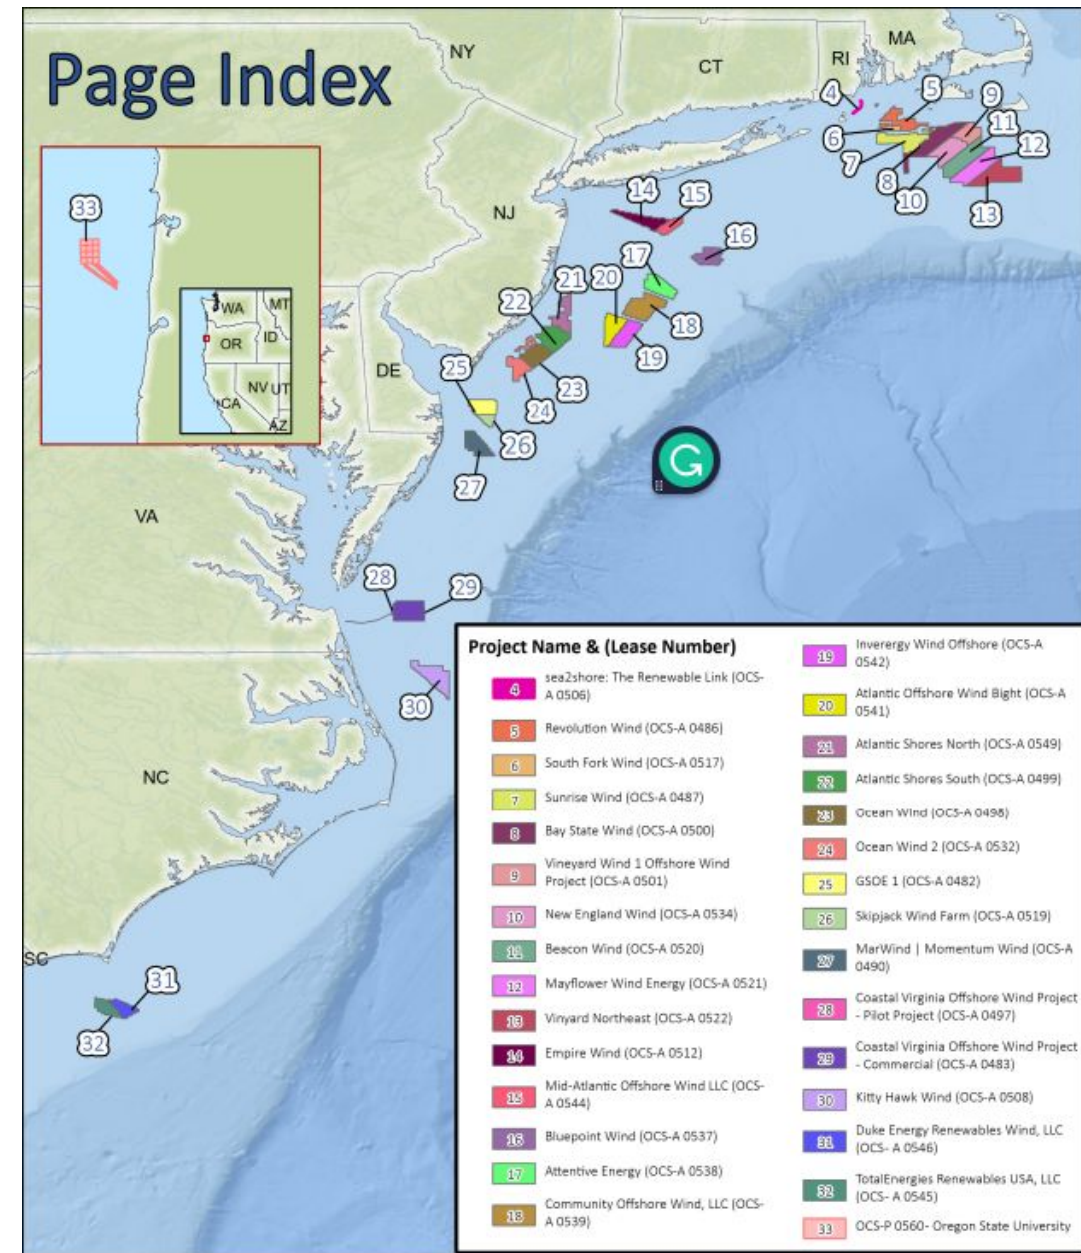 Page Index
NY
CT
RI
MA
4
5
9
6
11
7
12
8
10
13
33
NJ
14
15
16
17
21
20
22
18
19
WA
MT
OR
ID
NV
UT
CA
AZ
DE
25
23
24
26
27
G
VA
28
29
30
NC
SC
31
32
Project Name & (Lease Number)
4 sea2shore: The Renewable Link (OCS-
A 0506)
5 Revolution Wind (OCS-A 0486)
6 South Fork Wind (OCS-A 0517)
7 Sunrise Wind (OCS-A 0487)
8 Bay State Wind (OCS-A 0500)
9 Vineyard Wind 1 Offshore Wind
Project (OCS-A 0501)
10 New England Wind (OCS-A 0534)
11 Beacon Wind (OCS-A 0520)
12 Mayflower Wind Energy (OCS-A 0521)
13 Vinyard Northeast (OCS-A 0522)
14 Empire Wind (OCS-A 0512)
15 Mid-Atlantic Offshore Wind LLC (OCS-
A 0544)
16 Bluepoint Wind (OCS-A 0537)
17 Attentive Energy (OCS-A 0538)
18 Community Offshore Wind, LLC (OCS-
A 0539)
19 Inverergy Wind Offshore (OCS-A
0542)
20 Atlantic Offshore Wind Bight (OCS-A
0541)
21 Atlantic Shores North (OCS-A 0549)
22 Atlantic Shores South (OCS-A 0499)
23 Ocean Wind (OCS-A 0498)
24 Ocean Wind 2 (OCS-A 0532)
25 GSOE 1 (OCS-A 0482)
26 Skipjack Wind Farm (OCS-A 0519)
27 MarWind | Momentum Wind (OCS-A
0490)
28 Coastal Virginia Offshore Wind Project
- Pilot Project (OCS-A 0497)
29 Coastal Virginia Offshore Wind Project
- Commercial (OCS-A 0483)
30 Kitty Hawk Wind (OCS-A 0508)
31 Duke Energy Renewables Wind, LLC
(OCS- A 0546)
32 TotalEnergies Renewables USA, LLC
(OCS- A 0545)
33 OCS-P 0560- Oregon State University